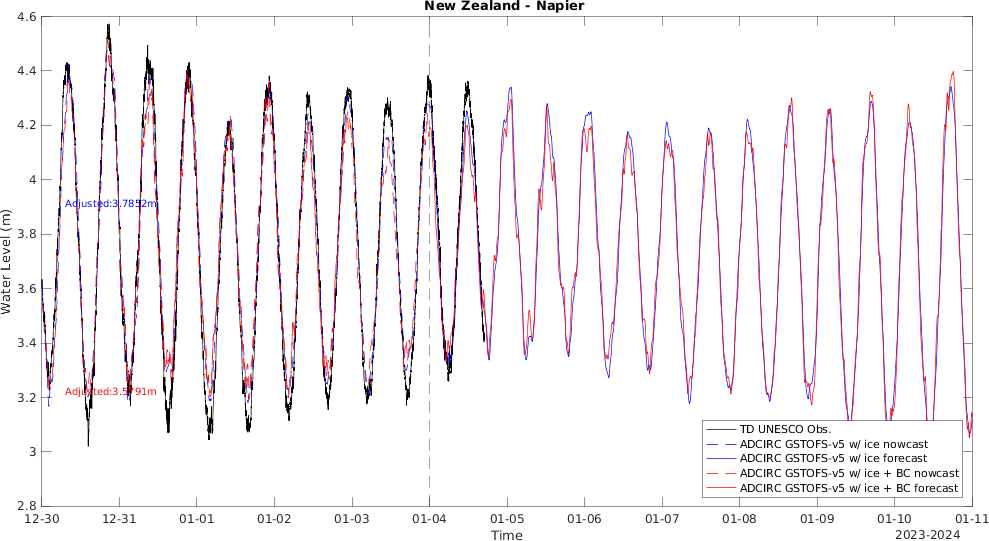 New Zealand - Napier
4.6
4.4
4.2
4
3.8
3.6
3.4
3.2
3
2.8
Water Level (m)
Adjusted:3.7852m
Adjusted:3.5791m
TD UNESCO Obs.
ADCIRC GSTOFS-v5 w/ ice nowcast
ADCIRC GSTOFS-v5 w/ ice forecast
ADCIRC GSTOFS-v5 w/ ice + BC nowcast
ADCIRC GSTOFS-v5 w/ ice + BC forecast
12-30 12-31 01-01 01-02 01-03 01-04 01-05 01-06 01-07 01-08 01-09 01-10 01-11
Time
2023-2024